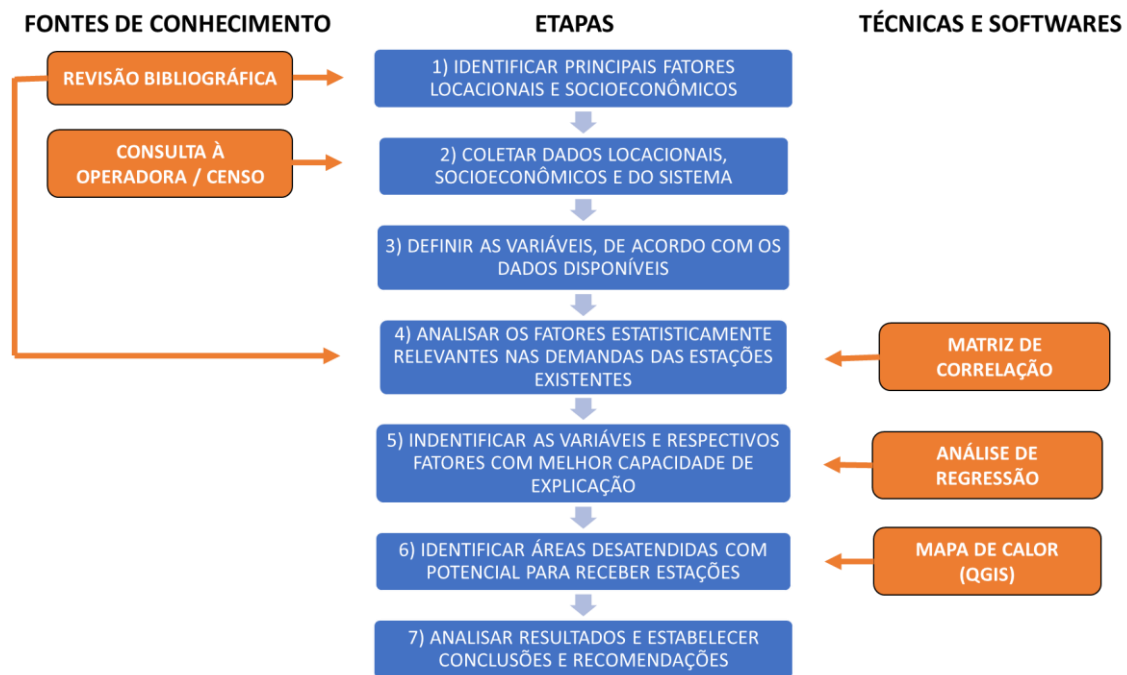 FONTES DE CONHECIMENTO
ETAPAS
TÉCNICAS E SOFTWARES
REVISÃO BIBLIOGRÁFICA
1) IDENTIFICAR PRINCIPAIS FATORES
LOCACIONAIS E SOCIOECONÔMICOS
CONSULTA À
OPERADORA / CENSO
2) COLETAR DADOS LOCACIONAIS,
SOCIOECONÔMICOS E DO SISTEMA
3) DEFINIR AS VARIÁVEIS, DE ACORDO COM OS
DADOS DISPONÍVEIS
4) ANALISAR OS FATORES ESTATISTICAMENTE
RELEVANTES NAS DEMANDAS DAS ESTAÇÕES
EXISTENTES
MATRIZ DE
CORRELAÇÃO
5) INDENTIFICAR AS VARIÁVEIS E RESPECTIVOS
FATORES COM MELHOR CAPACIDADE DE
EXPLICAÇÃO
ANÁLISE DE
REGRESSÃO
6) IDENTIFICAR ÁREAS DESATENDIDAS COM
POTENCIAL PARA RECEBER ESTAÇÕES
MAPA DE CALOR
(QGIS)
7) ANALISAR RESULTADOS E ESTABELECER
CONCLUSÕES E RECOMENDAÇÕES